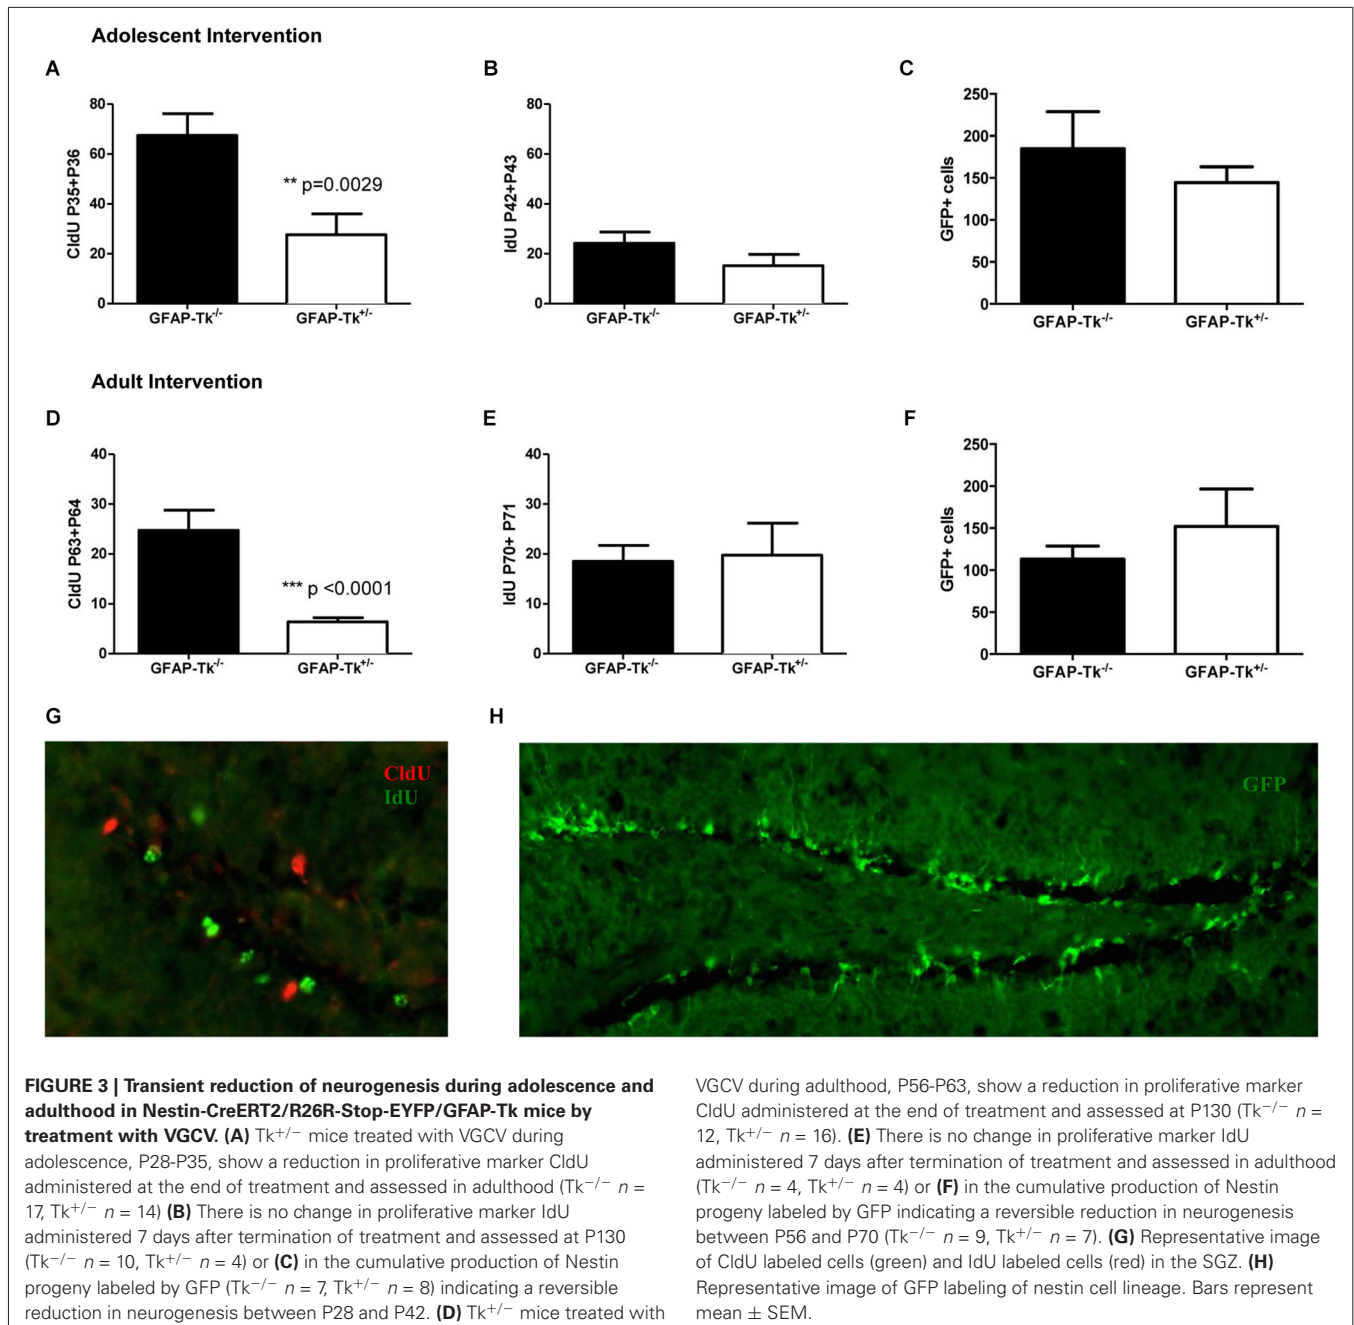 Adolescent Intervention
A
80
60
40
20
0
CldU P35+P36
** p=0.0029
GFAP-Tk-/-
GFAP-Tk+/-
B
80
60
40
20
0
IdU P42+P43
GFAP-Tk-/-
GFAP-Tk+/-
C
250
200
150
100
50
0
GFP+ cells
GFAP-Tk-/-
GFAP-Tk+/-
Adult Intervention
D
40
30
20
10
0
CldU P63+P64
*** p <0.0001
GFAP-Tk-/-
GFAP-Tk+/-
E
40
30
20
10
0
IdU P70+ P71
GFAP-Tk-/-
GFAP-Tk+/-
F
250
200
150
100
50
0
GFP+ cells
GFAP-Tk-/-
GFAP-Tk+/-
G
CldU
IdU
H
GFP
FIGURE 3 | Transient reduction of neurogenesis during adolescence and
adulthood in Nestin-CreERT2/R26R-Stop-EYFP/GFAP-Tk mice by
treatment with VGCV. (A) Tk+/− mice treated with VGCV during
adolescence, P28-P35, show a reduction in proliferative marker CldU
administered at the end of treatment and assessed in adulthood (Tk−/− n =
17, Tk+/− n = 14) (B) There is no change in proliferative marker IdU
administered 7 days after termination of treatment and assessed at P130
(Tk−/− n = 10, Tk+/− n = 4) or (C) in the cumulative production of Nestin
progeny labeled by GFP (Tk−/− n = 7, Tk+/− n = 8) indicating a reversible
reduction in neurogenesis between P28 and P42. (D) Tk+/− mice treated with
VGCV during adulthood, P56-P63, show a reduction in proliferative marker
CldU administered at the end of treatment and assessed at P130 (Tk−/− n =
12, Tk+/− n = 16). (E) There is no change in proliferative marker IdU
administered 7 days after termination of treatment and assessed in adulthood
(Tk−/− n = 4, Tk+/− n = 4) or (F) in the cumulative production of Nestin
progeny labeled by GFP indicating a reversible reduction in neurogenesis
between P56 and P70 (Tk−/− n = 9, Tk+/− n = 7). (G) Representative image
of CldU labeled cells (green) and IdU labeled cells (red) in the SGZ. (H)
Representative image of GFP labeling of nestin cell lineage. Bars represent
mean ± SEM.